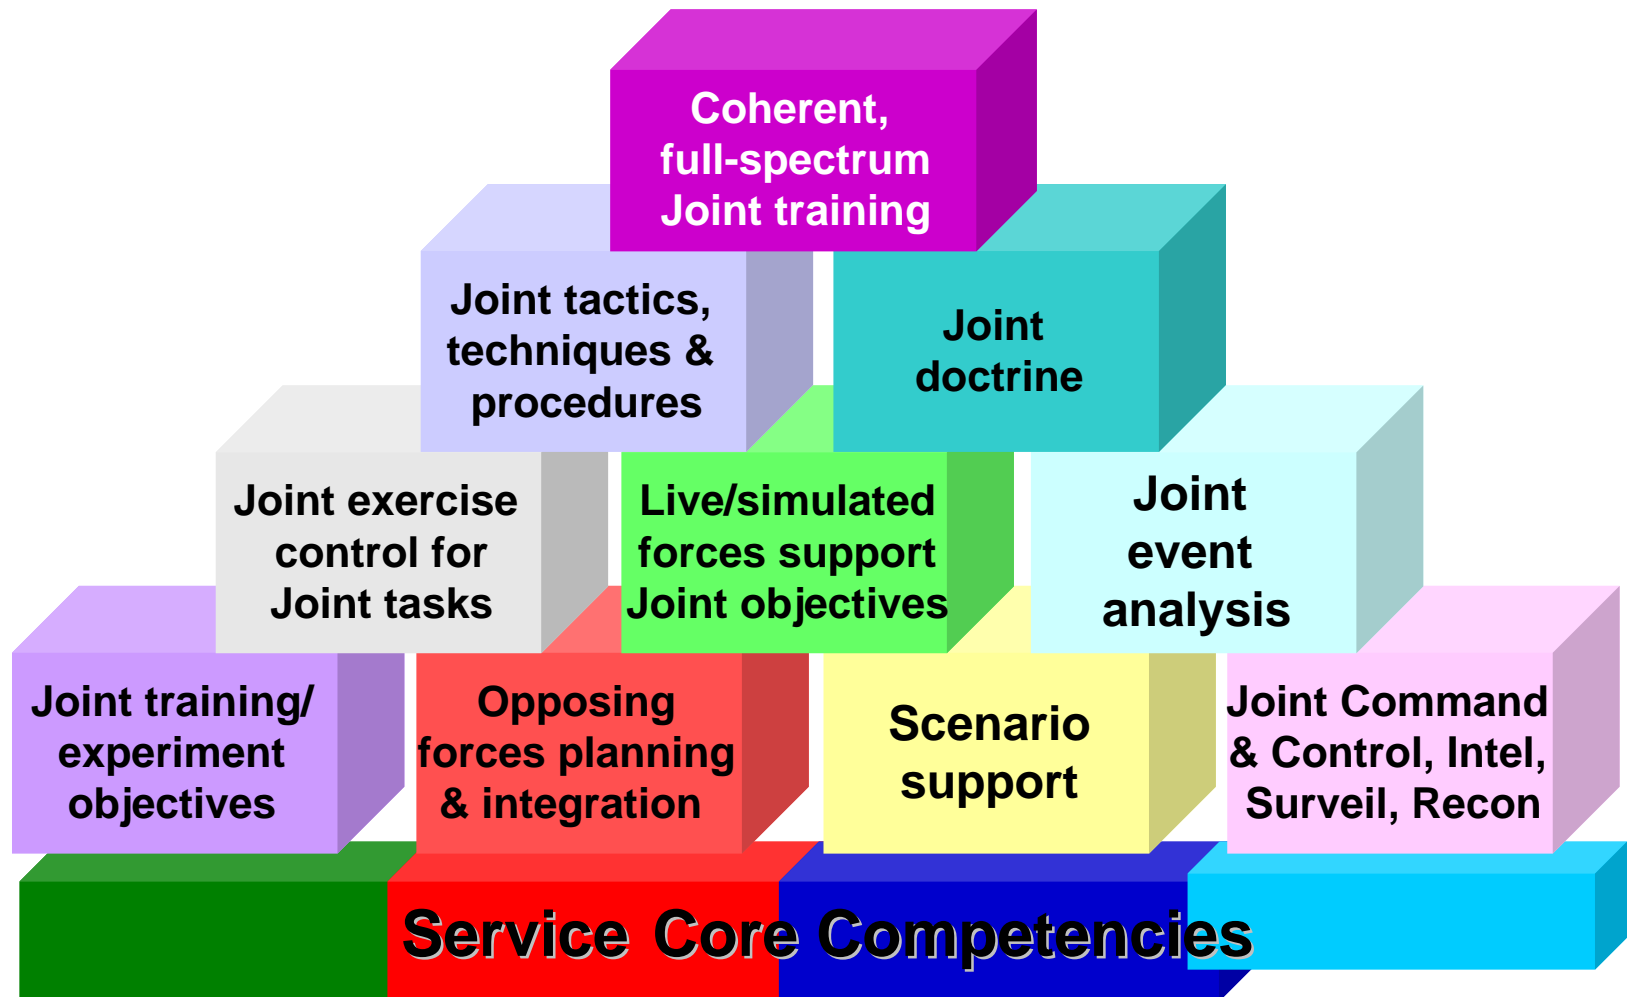 Coherent,
full-spectrum
Joint training
Joint tactics,
techniques &
procedures
Joint
doctrine
Joint exercise
control for
Joint tasks
Live/simulated
forces support
Joint objectives
Joint
event
analysis
Joint training/
experiment
objectives
Opposing
forces planning
& integration
Scenario
support
Joint Command
& Control, Intel,
Surveil, Recon
Service Core Competencies